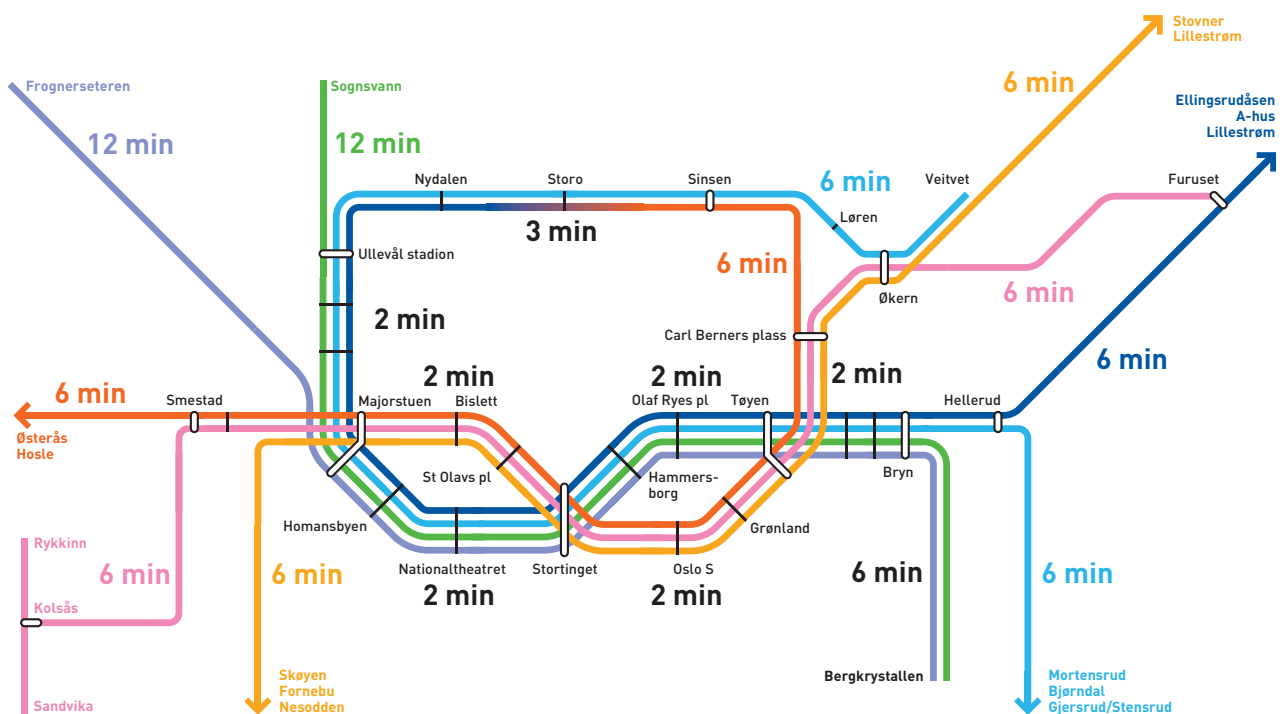 Stovner
Lillestrøm
Frognerseteren
Sognsvann
6 min
Ellingsrudåsen
A-hus
Lillestrøm
12 min
12 min
Nydalen
Storo
Sinsen
6 min
Veitvet
Furuset
Løren
3 min
Ullevål stadion
6 min
6 min
Økern
2 min
Carl Berners plass
6 min
2 min
2 min
2 min
6 min
Smestad
Majorstuen
Bislett
Olaf Ryes pl
Tøyen
Hellerud
Østerås
Hosle
St Olavs pl
Hammers-
borg
Bryn
Homansbyen
Grønland
Rykkinn
Nationaltheatret
Stortinget
Oslo S
6 min
6 min
2 min
2 min
6 min
6 min
Kolsås
Skøyen
Fornebu
Nesodden
Bergkrystallen
Mortensrud
Bjørndal
Gjersrud/Stensrud
Sandvika